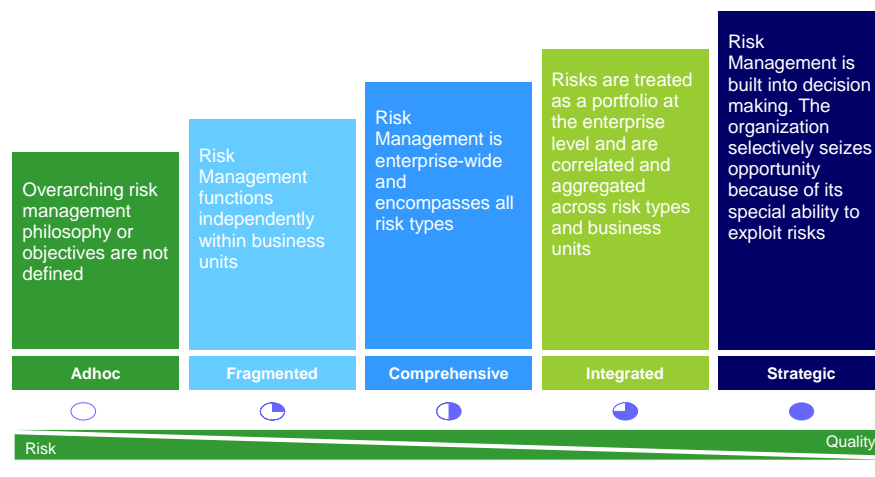 Overarching risk
management
philosophy or
objectives are not
defined
Risk
Management
functions
independently
within business
units
Risk
Management is
enterprise-wide
and
encompasses all
risk types
Risks are treated
as a portfolio at
the enterprise
level and are
correlated and
aggregated
across risk types
and business
units
Risk
Management is
built into decision
making. The
organization
selectively seizes
opportunity
because of its
special ability to
exploit risks
Adhoc
Fragmented
Comprehensive
Integrated
Strategic
Risk
Quality